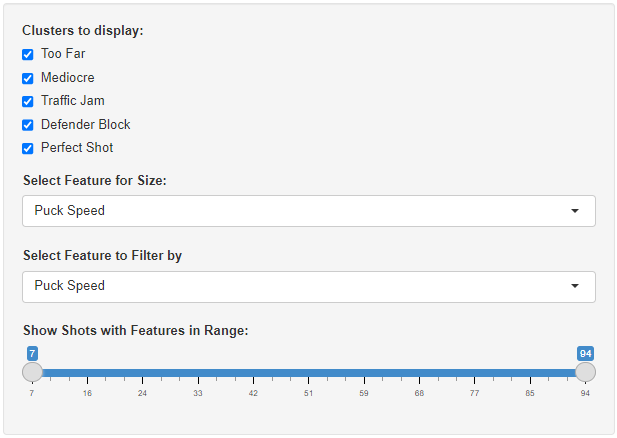 Clusters to display:
Too Far
Mediocre
Traffic Jam
Defender Block
Perfect Shot
Select Feature for Size:
Puck Speed
Select Feature to Filter by
Puck Speed
Show Shots with Features in Range:
7 94
7 16 24 33 42 51 59 68 77 85 94